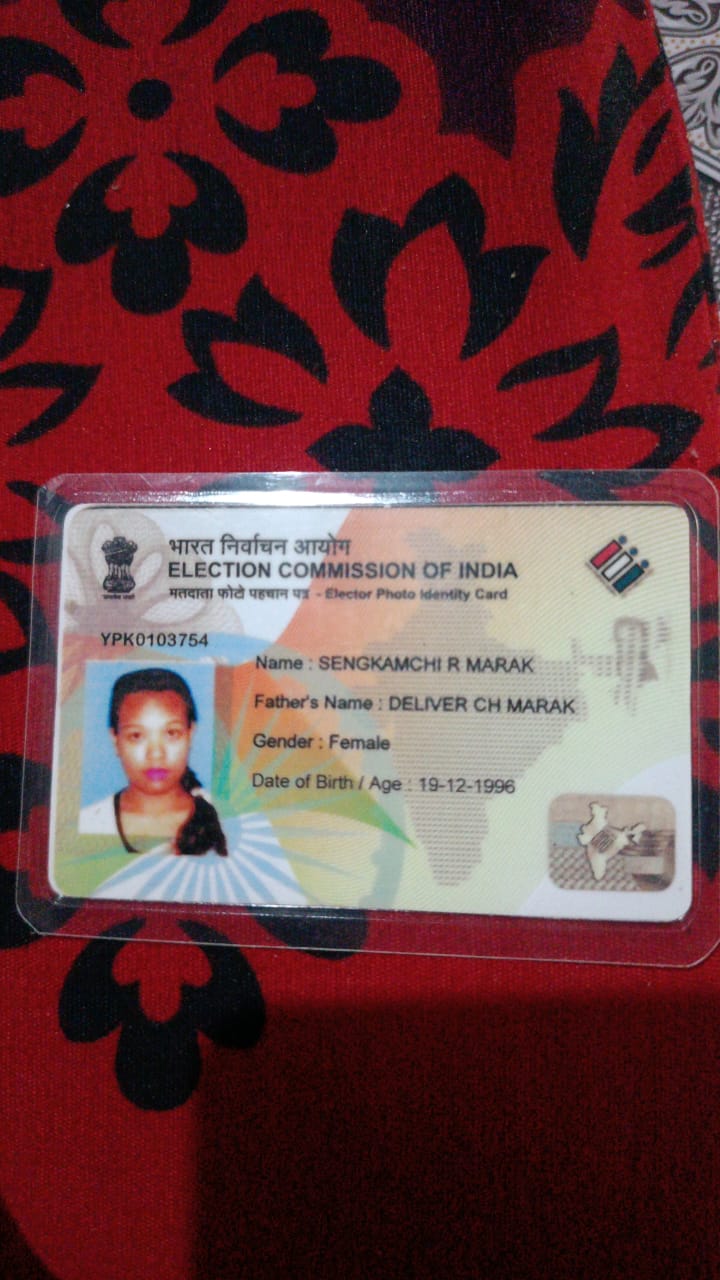 भारत निर्वाचन आयोग
ELECTION COMMISSION OF INDIA
मतदाता फोटो पहचान पत्र - Elector Photo Identity Card
YPK0103754
Name : SENGKAMCHI R MARAK
Father's Name : DELIVER CH MARAK
Gender : Female
Date of Birth / Age : 19-12-1996